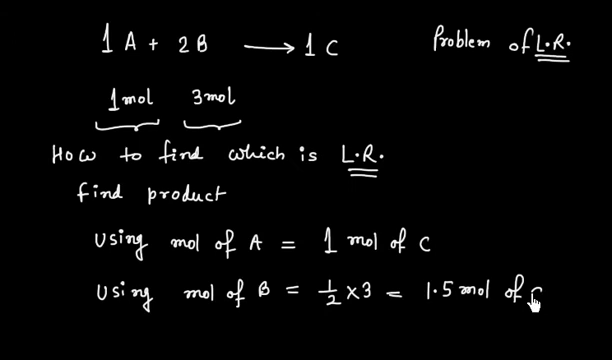 1 A + 2 B ⟶ 1 C Problem of L.R.
1 mol 3 mol
How to find which is L.R.
find product
Using mol of A = 1 mol of C
Using mol of B = 1/2 × 3 = 1.5 mol of C